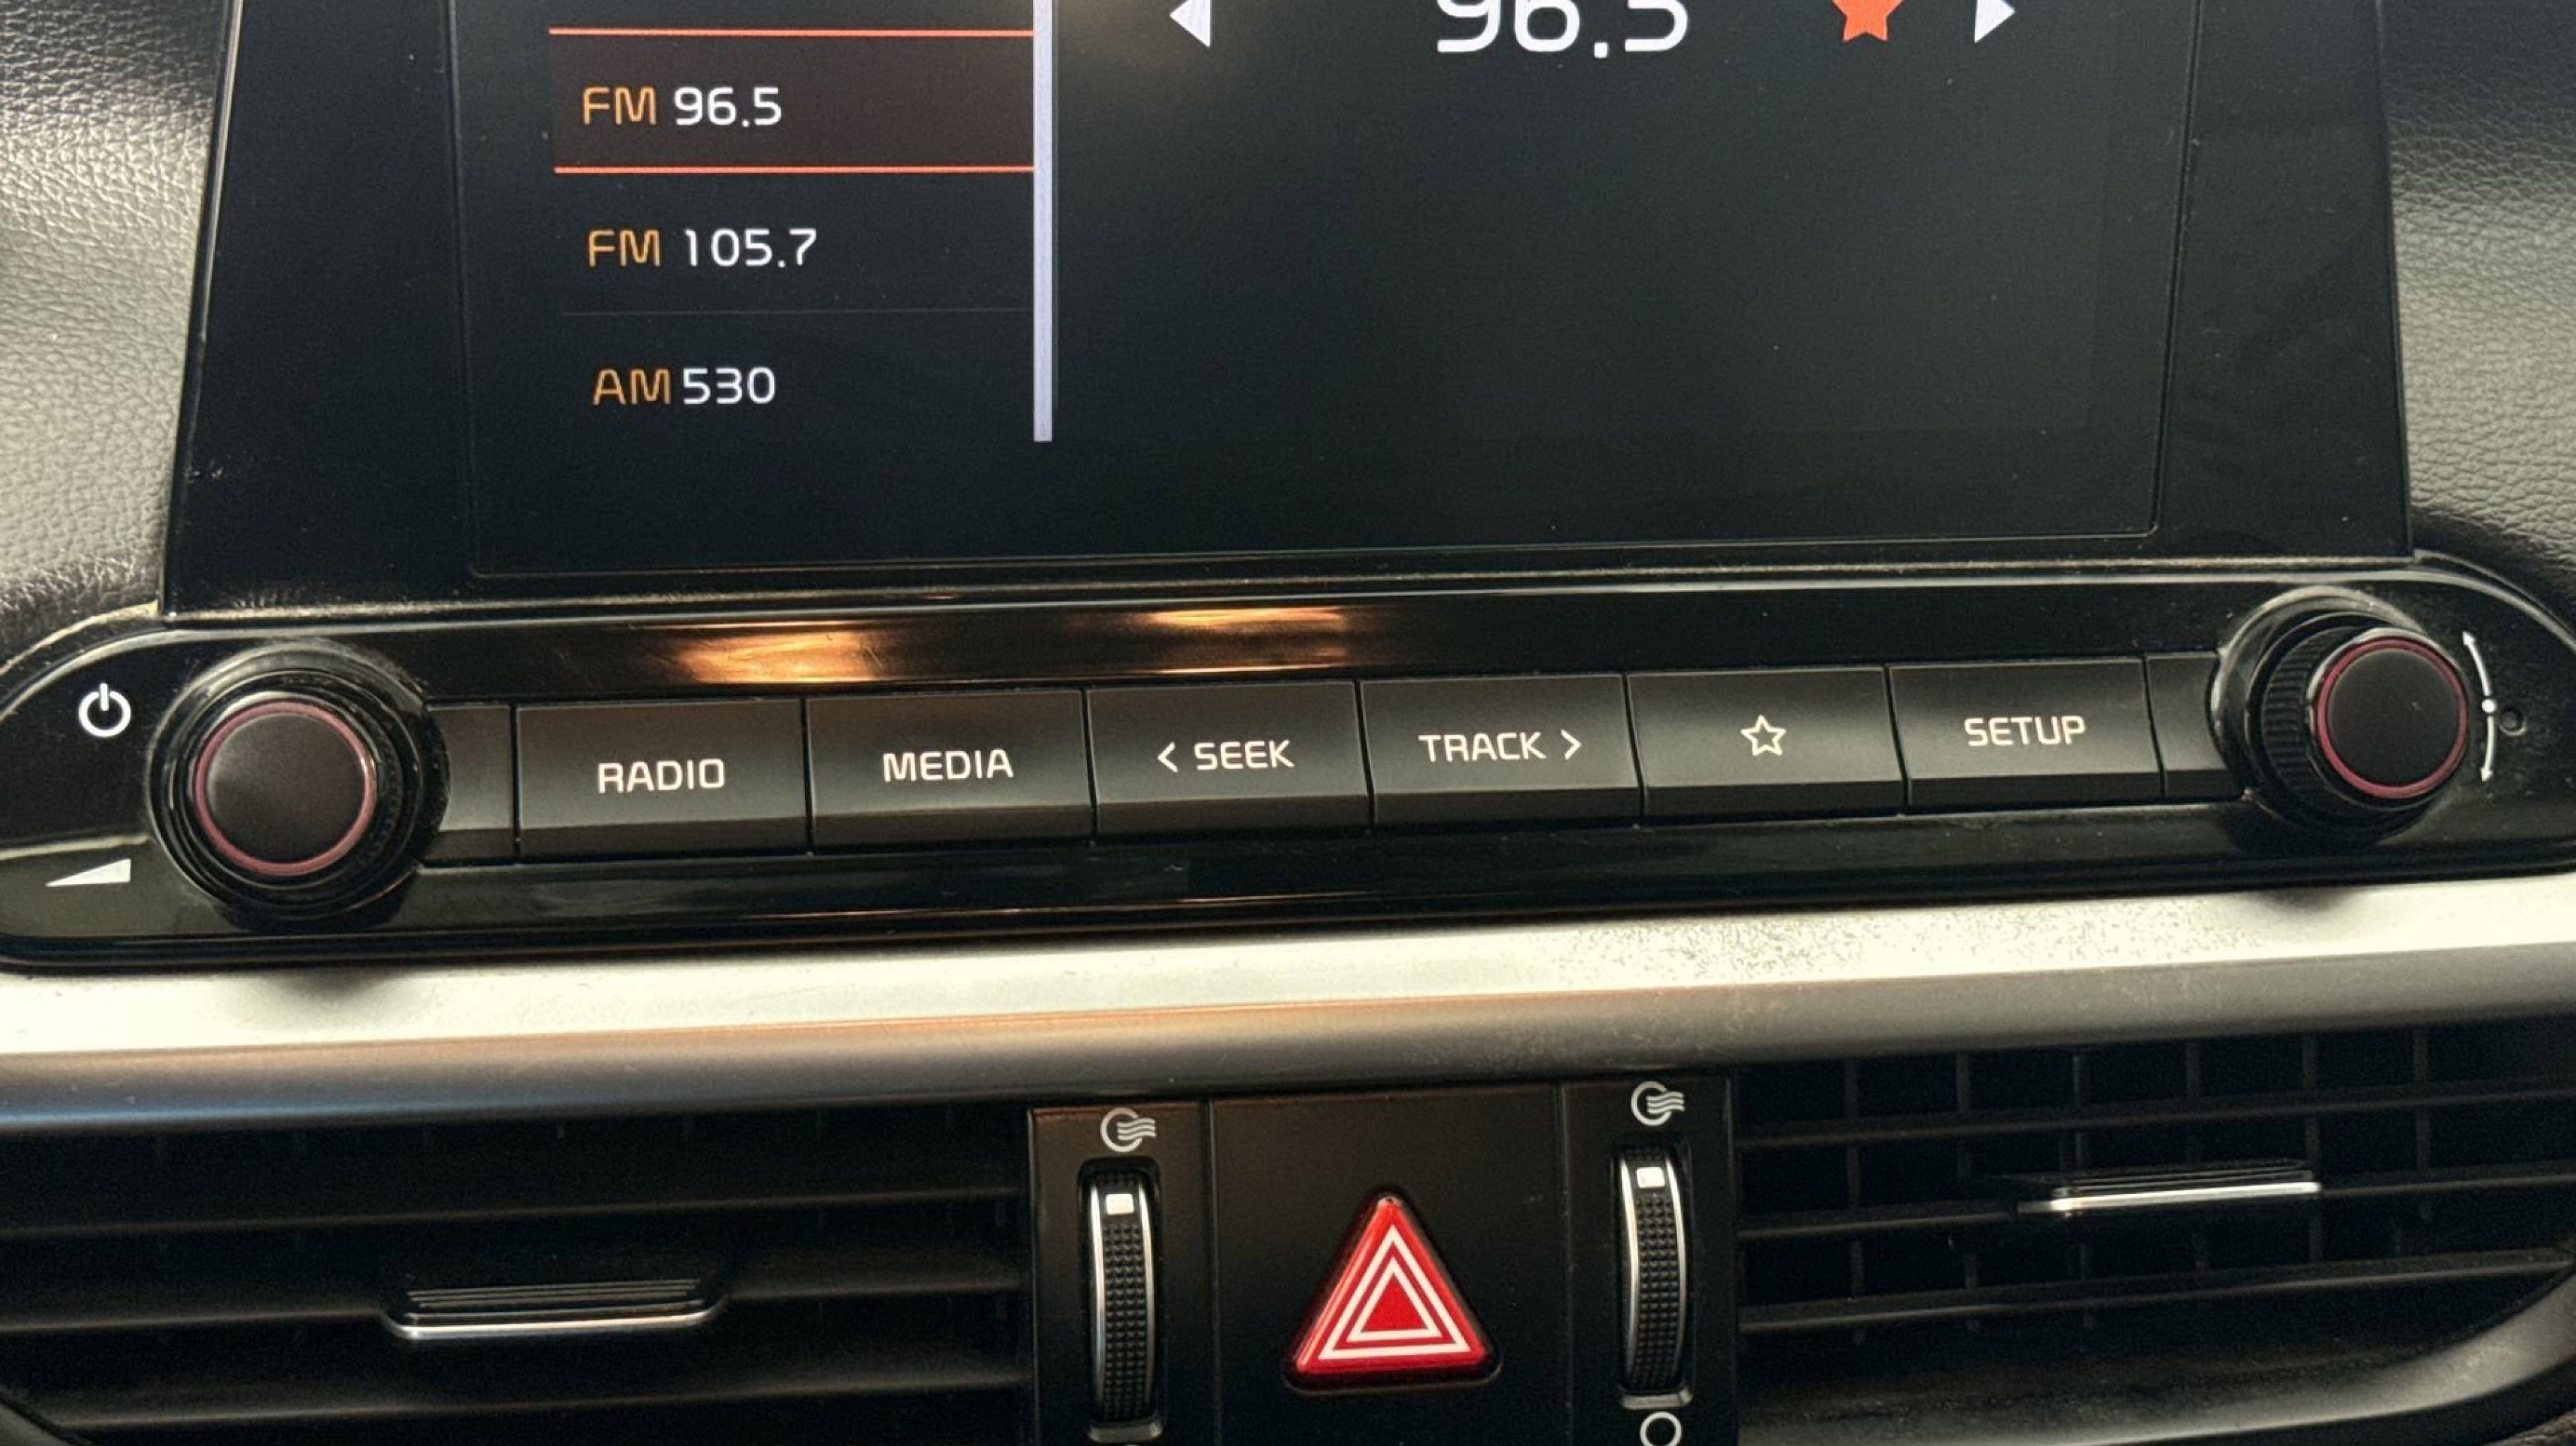 96.5
FM 96.5
FM 105.7
AM 530
RADIO
MEDIA
< SEEK
TRACK >
SETUP